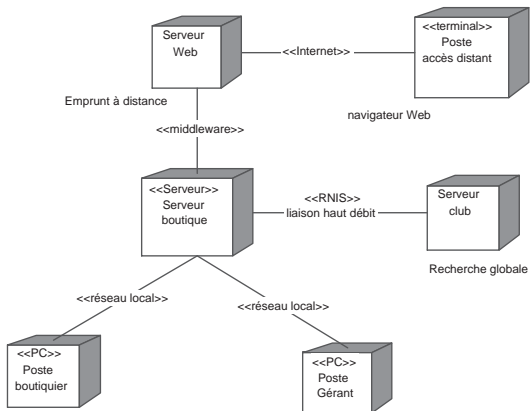 Serveur
Web
<<Internet>>
<<terminal>>
Poste
accès distant
Emprunt à distance
navigateur Web
<<middleware>>
<<Serveur>>
Serveur
boutique
<<RNIS>>
liaison haut débit
Serveur
club
Recherche globale
<<réseau local>>
<<réseau local>>
<<PC>>
Poste
boutiquier
<<PC>>
Poste
Gérant